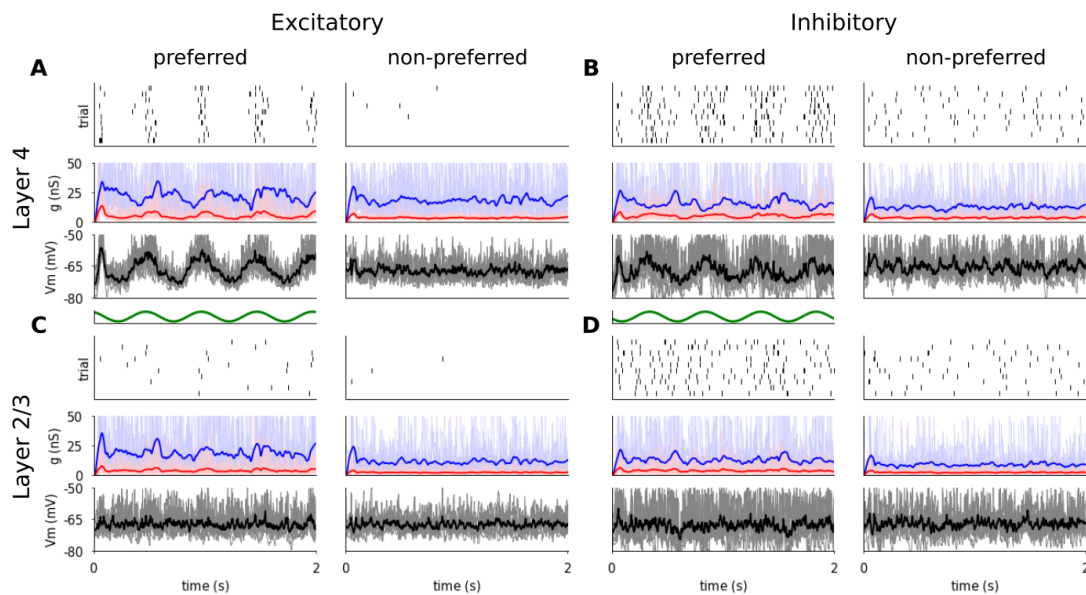 Excitatory
Inhibitory
preferred
non-preferred
preferred
non-preferred
A
B
Layer 4
trial
50
25
0
g (nS)
-50
-65
-80
Vm (mV)
C
D
Layer 2/3
trial
50
25
0
g (nS)
-50
-65
-80
Vm (mV)
0 2
0 2
0 2
0 2
time (s)
time (s)
time (s)
time (s)